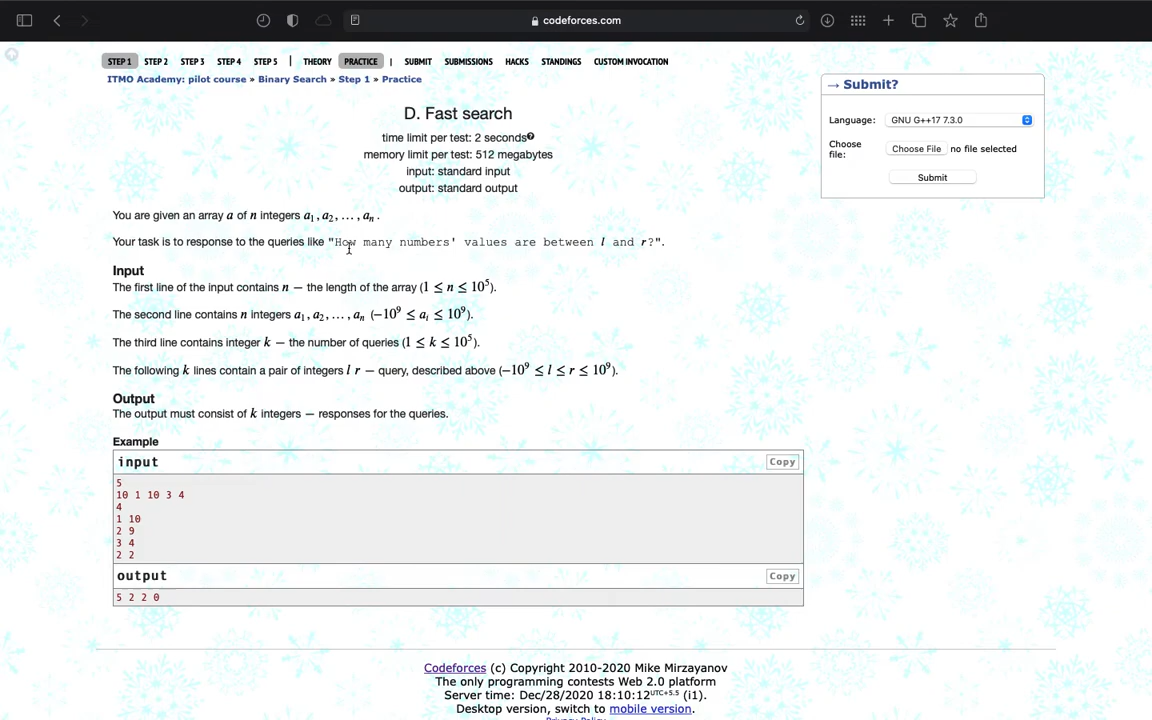 codeforces.com
STEP 1 STEP 2 STEP 3 STEP 4 STEP 5 | THEORY PRACTICE | SUBMIT SUBMISSIONS HACKS STANDINGS CUSTOM INVOCATION
ITMO Academy: pilot course » Binary Search » Step 1 » Practice
D. Fast search
time limit per test: 2 seconds?
memory limit per test: 512 megabytes
input: standard input
output: standard output
You are given an array a of n integers a₁, a₂, …, aₙ .
Your task is to response to the queries like "How many numbers' values are between l and r?".
Input
The first line of the input contains n — the length of the array (1 ≤ n ≤ 10⁵).
The second line contains n integers a₁, a₂, …, aₙ (−10⁹ ≤ aᵢ ≤ 10⁹).
The third line contains integer k — the number of queries (1 ≤ k ≤ 10⁵).
The following k lines contain a pair of integers l r — query, described above (−10⁹ ≤ l ≤ r ≤ 10⁹).
Output
The output must consist of k integers — responses for the queries.
Example
input
Copy
5
10 1 10 3 4
4
1 10
2 9
3 4
2 2
output
Copy
5 2 2 0
→ Submit?
Language: GNU G++17 7.3.0
Choose file: Choose File no file selected
Submit
Codeforces (c) Copyright 2010-2020 Mike Mirzayanov
The only programming contests Web 2.0 platform
Server time: Dec/28/2020 18:10:12 UTC+5.5 (i1).
Desktop version, switch to mobile version.
Privacy Policy